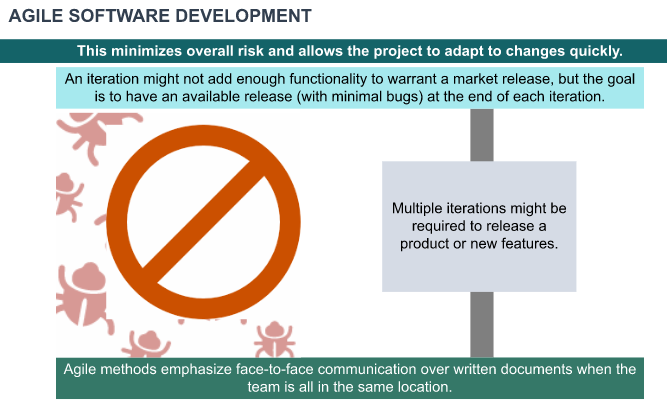 AGILE SOFTWARE DEVELOPMENT
This minimizes overall risk and allows the project to adapt to changes quickly.
An iteration might not add enough functionality to warrant a market release, but the goal
is to have an available release (with minimal bugs) at the end of each iteration.
Multiple iterations might be
required to release a
product or new features.
Agile methods emphasize face-to-face communication over written documents when the
team is all in the same location.